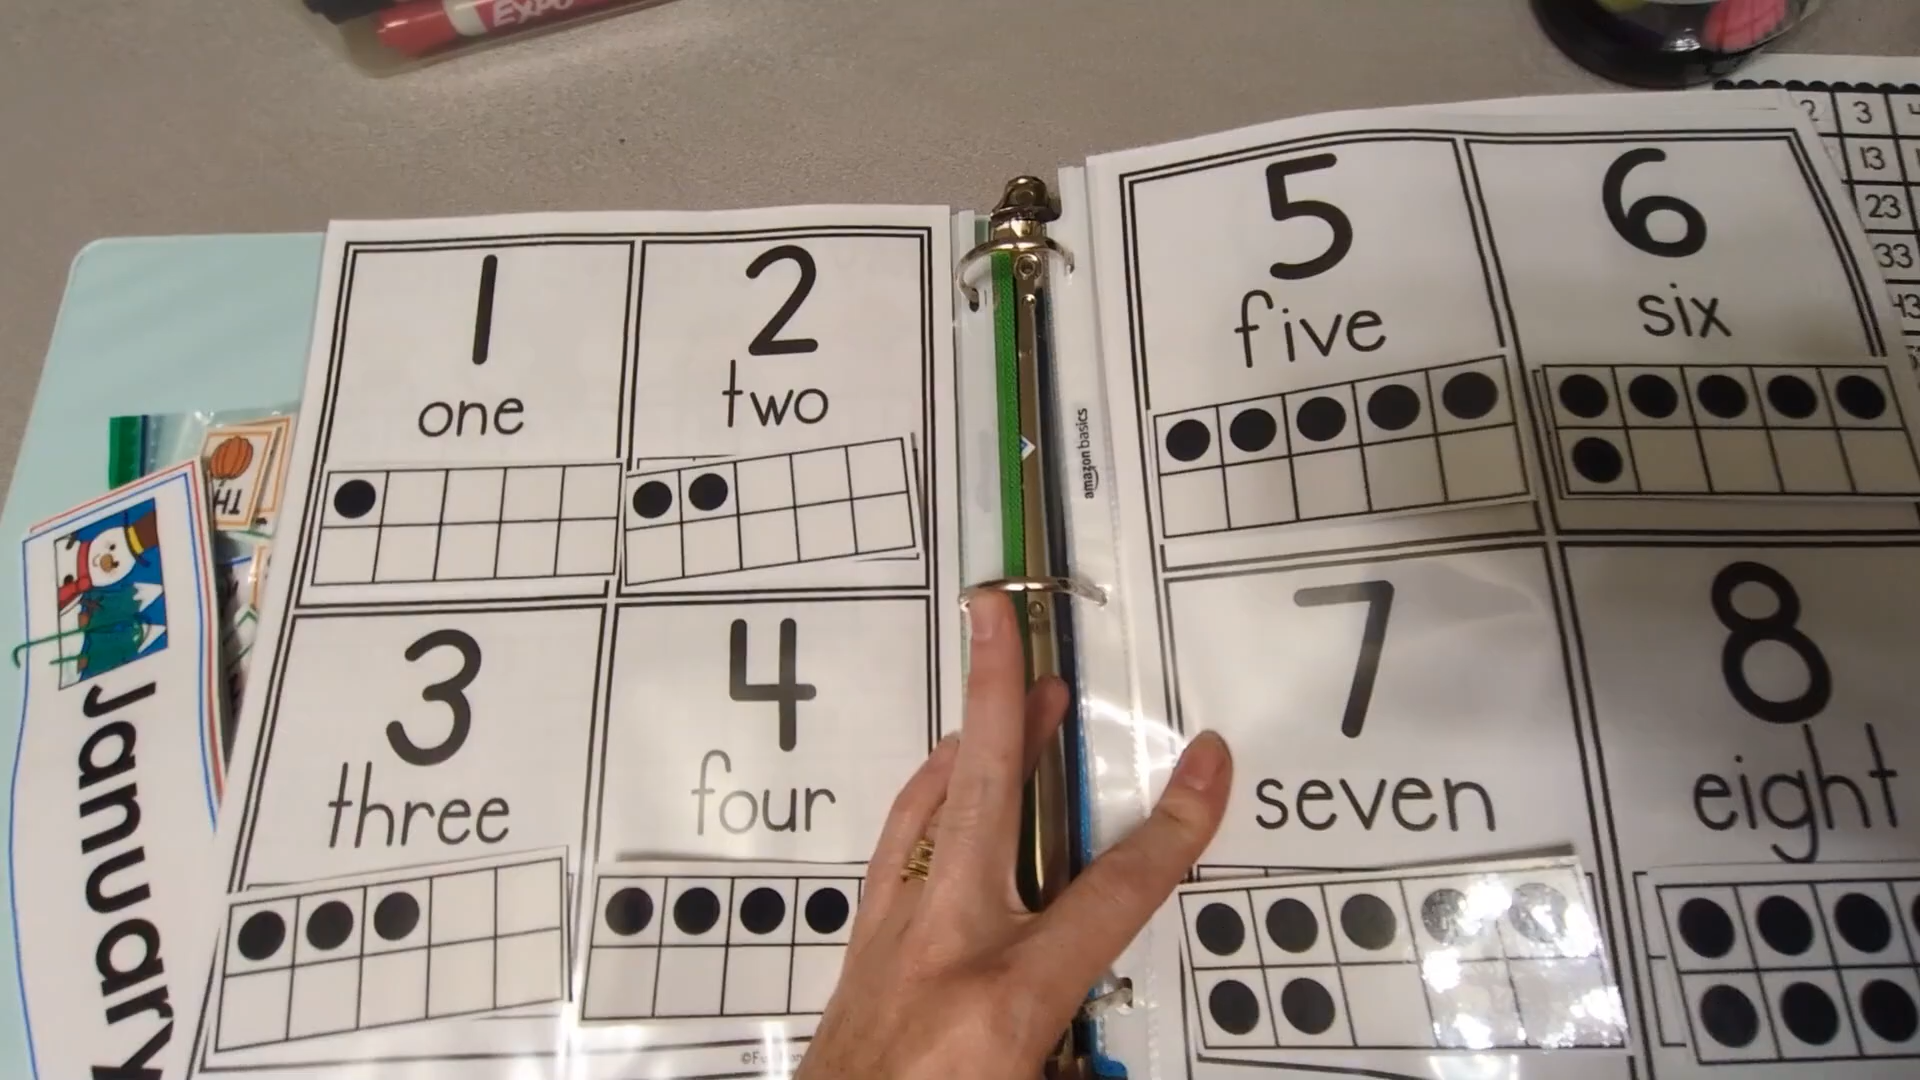 EXPO
1
one
2
two
3
three
4
four
5
five
6
six
7
seven
8
eight
amazon basics
January
TH
2 3
13
23
33